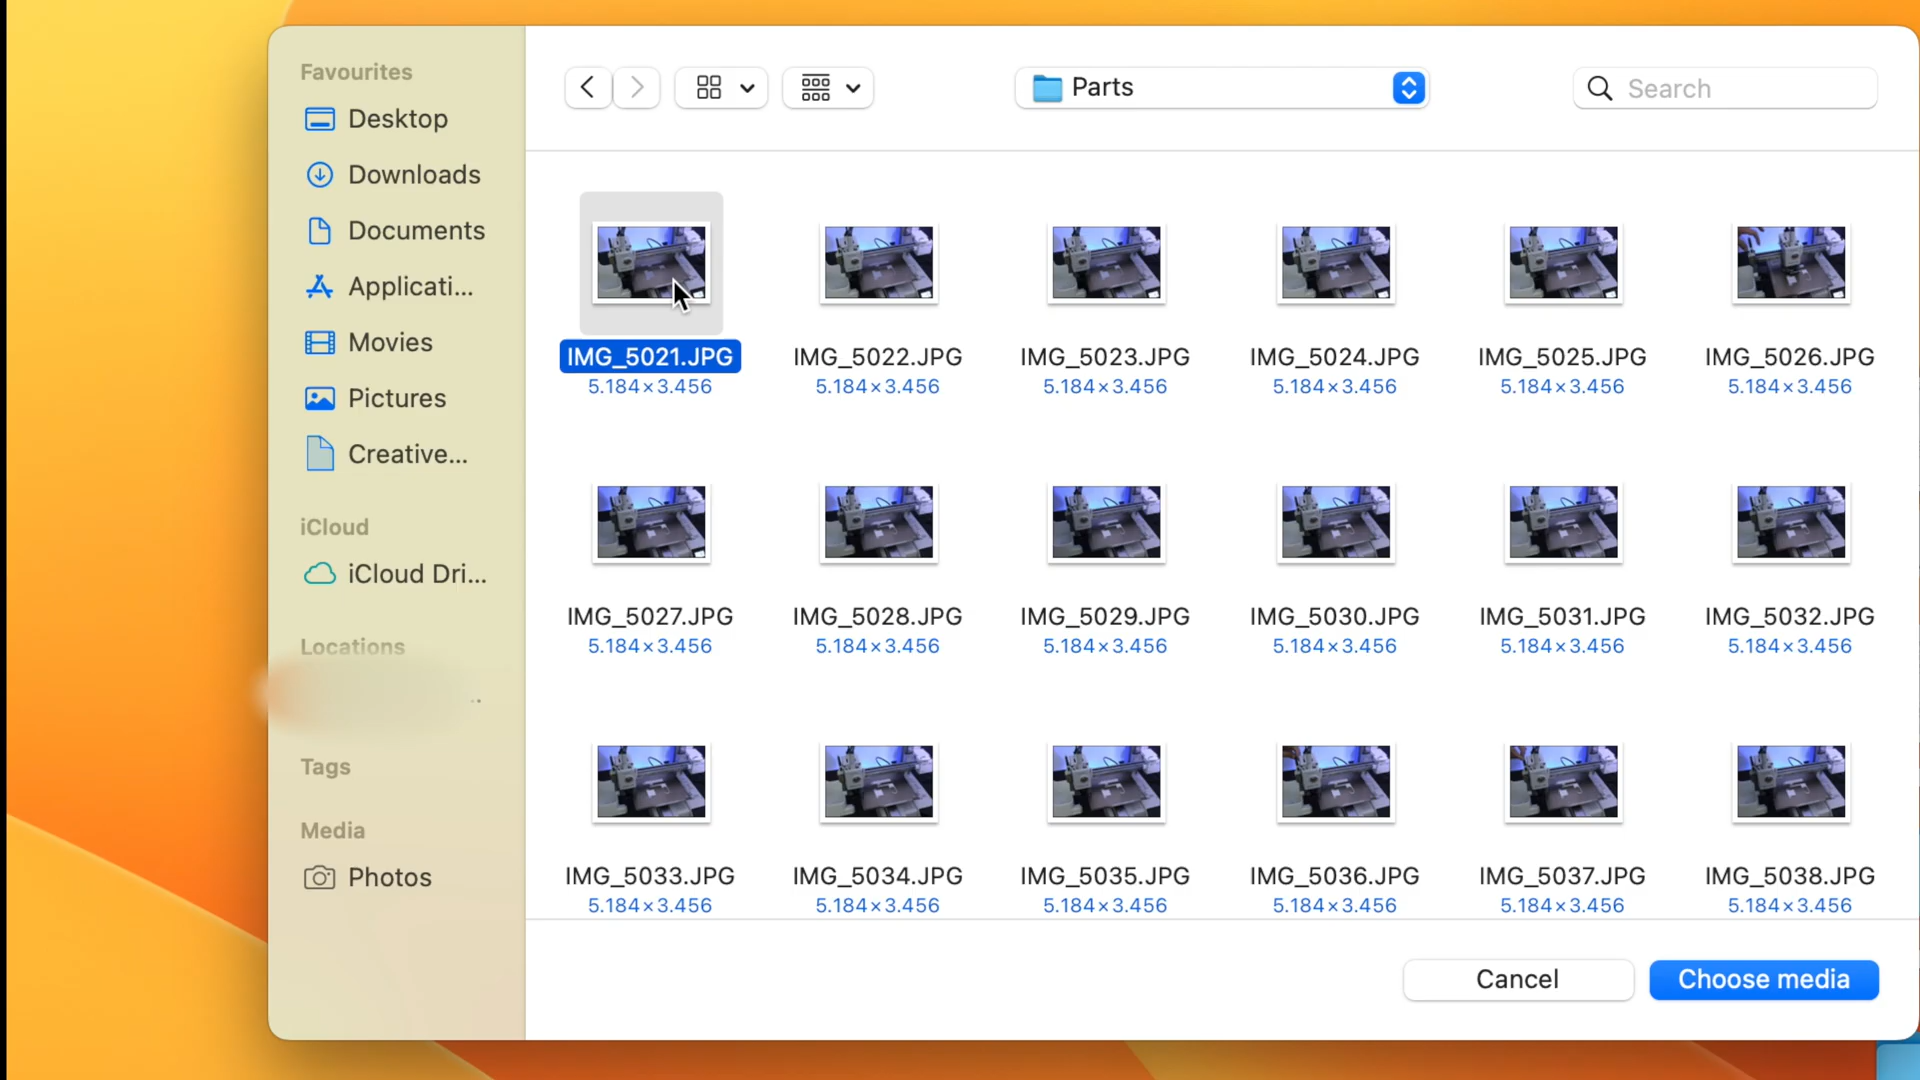 Favourites
Desktop
Downloads
Documents
Applicati...
Movies
Pictures
Creative...
iCloud
iCloud Dri...
Locations
Tags
Media
Photos
Parts
Search
IMG_5021.JPG IMG_5022.JPG IMG_5023.JPG IMG_5024.JPG IMG_5025.JPG IMG_5026.JPG
5.184×3.456 5.184×3.456 5.184×3.456 5.184×3.456 5.184×3.456 5.184×3.456
IMG_5027.JPG IMG_5028.JPG IMG_5029.JPG IMG_5030.JPG IMG_5031.JPG IMG_5032.JPG
5.184×3.456 5.184×3.456 5.184×3.456 5.184×3.456 5.184×3.456 5.184×3.456
IMG_5033.JPG IMG_5034.JPG IMG_5035.JPG IMG_5036.JPG IMG_5037.JPG IMG_5038.JPG
5.184×3.456 5.184×3.456 5.184×3.456 5.184×3.456 5.184×3.456 5.184×3.456
Cancel Choose media